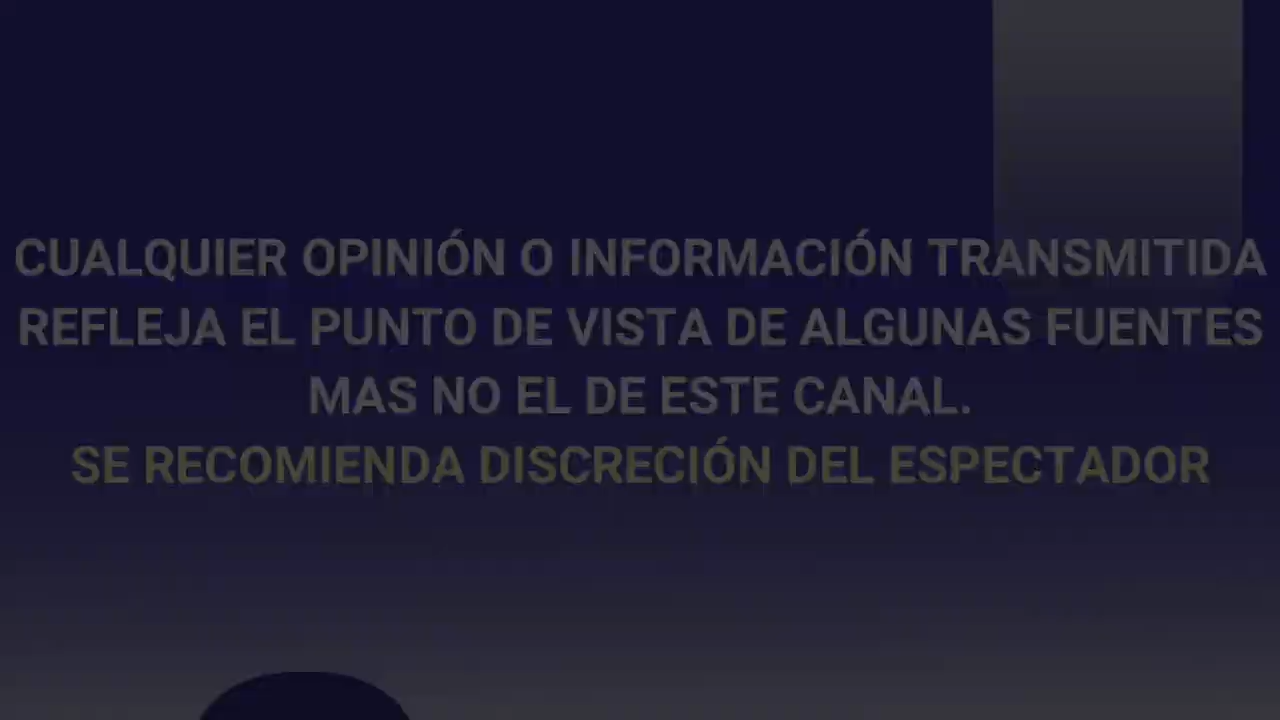 CUALQUIER OPINIÓN O INFORMACIÓN TRANSMITIDA
REFLEJA EL PUNTO DE VISTA DE ALGUNAS FUENTES
MAS NO EL DE ESTE CANAL.
SE RECOMIENDA DISCRECIÓN DEL ESPECTADOR